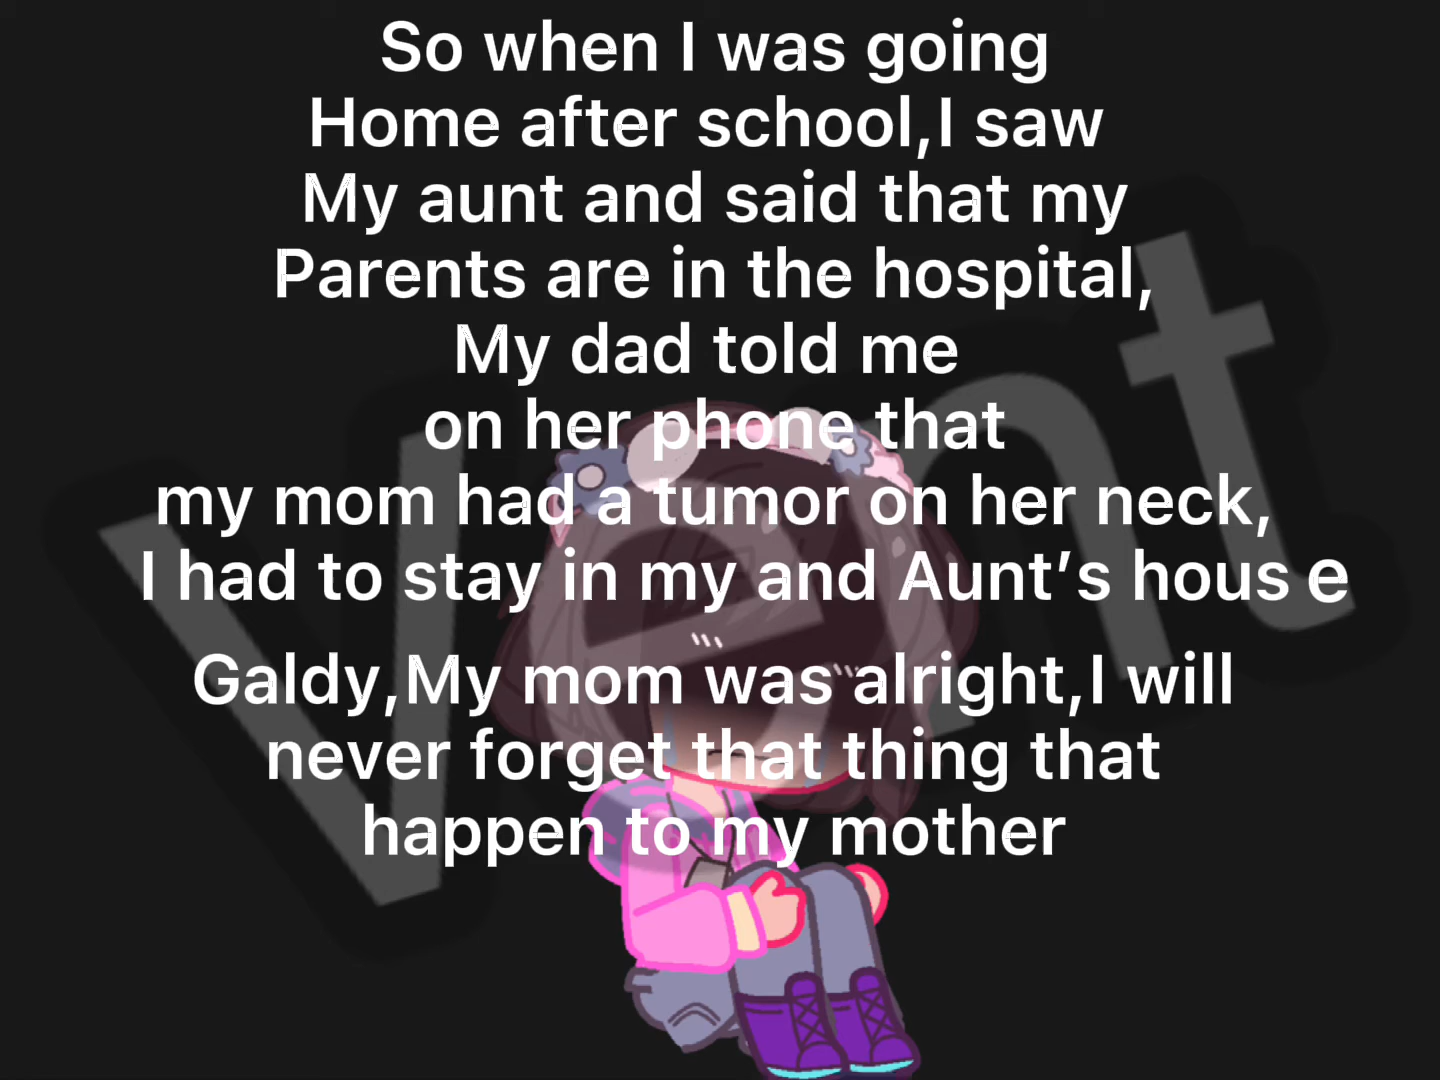 So when I was going
Home after school,I saw
My aunt and said that my
Parents are in the hospital,
My dad told me
on her phone that
my mom had a tumor on her neck,
I had to stay in my and Aunt’s hous e
Galdy,My mom was alright,I will
never forget that thing that
happen to my mother
Vent